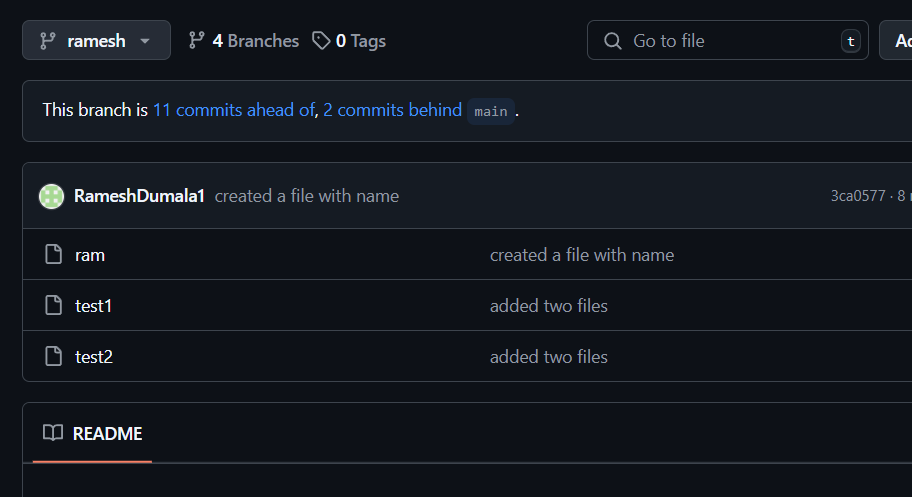 ramesh 4 Branches 0 Tags Go to file t
This branch is 11 commits ahead of, 2 commits behind main .
RameshDumala1 created a file with name 3ca0577 · 8
ram created a file with name
test1 added two files
test2 added two files
README